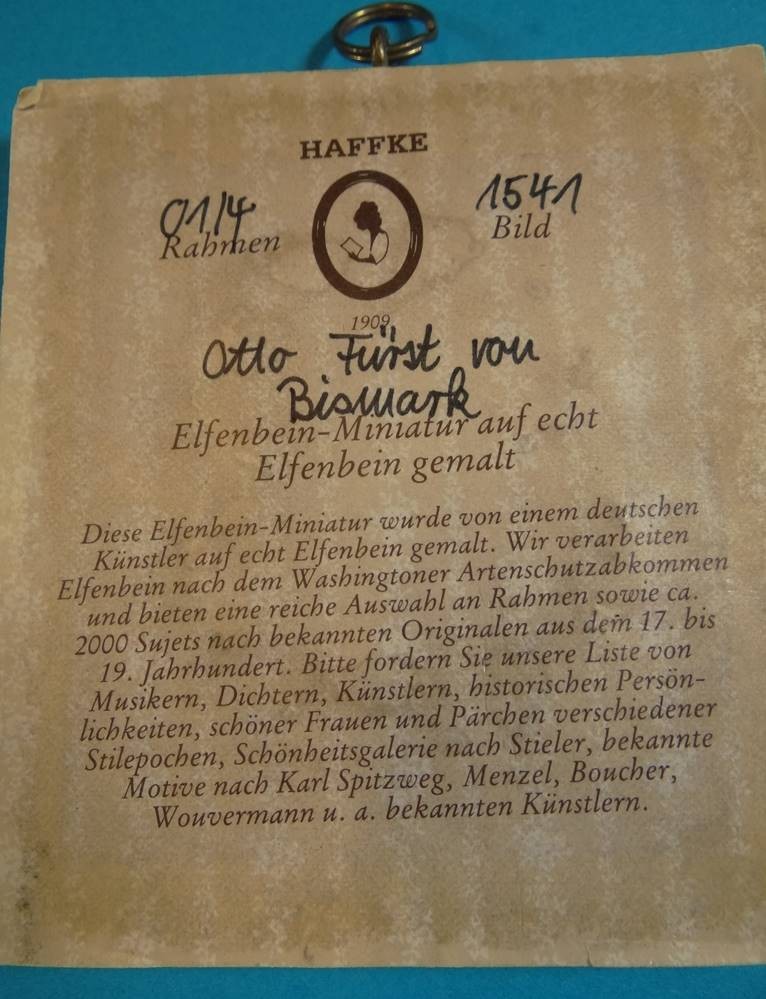 HAFFKE
01/4 1541
Rahmen Bild
1909
Otto Fürst von
Bismark
Elfenbein-Miniatur auf echt
Elfenbein gemalt
Diese Elfenbein-Miniatur wurde von einem deutschen
Künstler auf echt Elfenbein gemalt. Wir verarbeiten
Elfenbein nach dem Washingtoner Artenschutzabkommen
und bieten eine reiche Auswahl an Rahmen sowie ca.
2000 Sujets nach bekannten Originalen aus dem 17. bis
19. Jahrhundert. Bitte fordern Sie unsere Liste von
Musikern, Dichtern, Künstlern, historischen Persön-
lichkeiten, schöner Frauen und Pärchen verschiedener
Stilepochen, Schönheitsgalerie nach Stieler, bekannte
Motive nach Karl Spitzweg, Menzel, Boucher,
Wouvermann u. a. bekannten Künstlern.